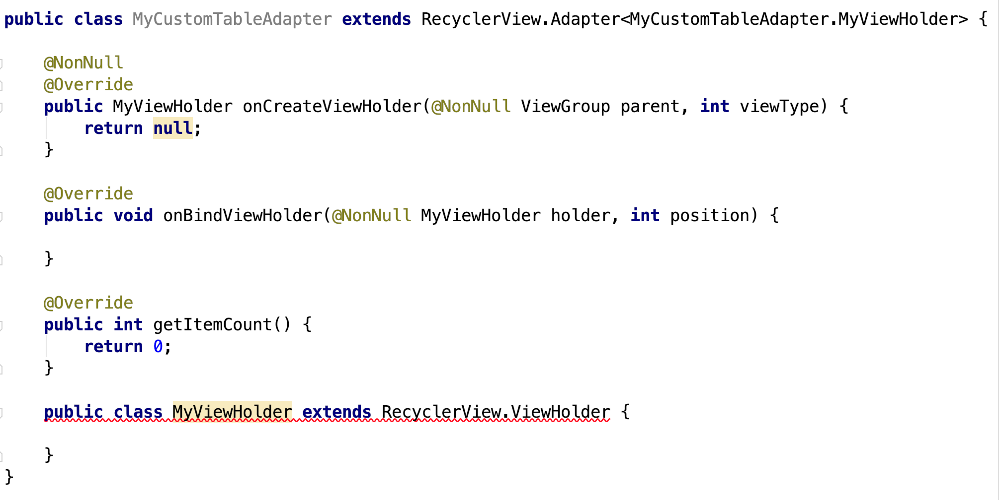 public class MyCustomTableAdapter extends RecyclerView.Adapter<MyCustomTableAdapter.MyViewHolder> {
@NonNull
@Override
public MyViewHolder onCreateViewHolder(@NonNull ViewGroup parent, int viewType) {
return null;
}
@Override
public void onBindViewHolder(@NonNull MyViewHolder holder, int position) {
}
@Override
public int getItemCount() {
return 0;
}
public class MyViewHolder extends RecyclerView.ViewHolder {
}
}